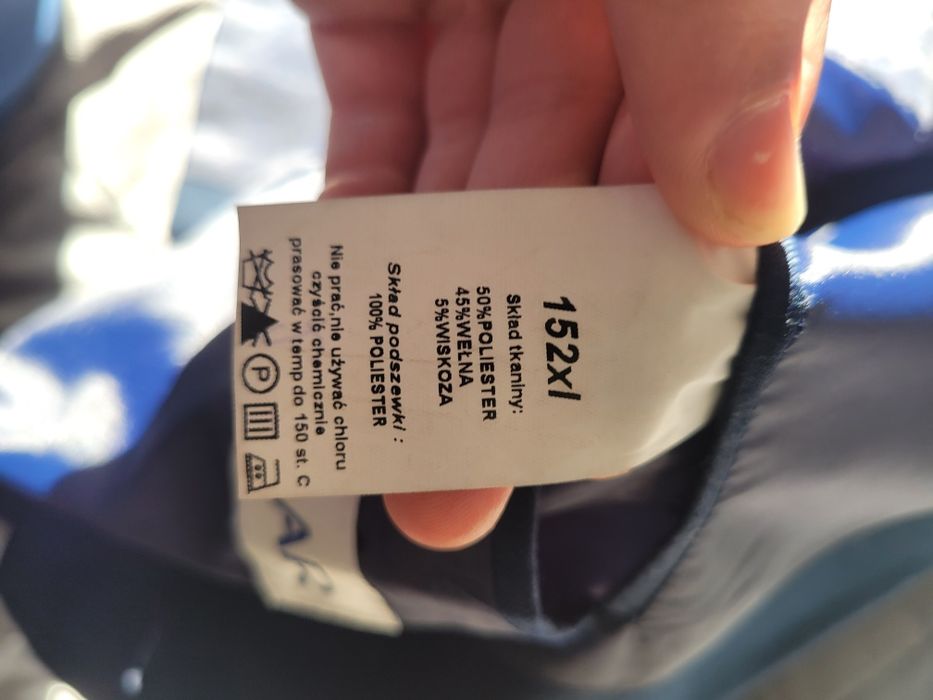 152xl
Skład tkaniny:
50%POLIESTER
45%WEŁNA
5%WISKOZA
Skład podszewki :
100% POLIESTER
Nie prać,nie używać chloru
czyścić chemicznie
prasować w temp do 150 st. C
P